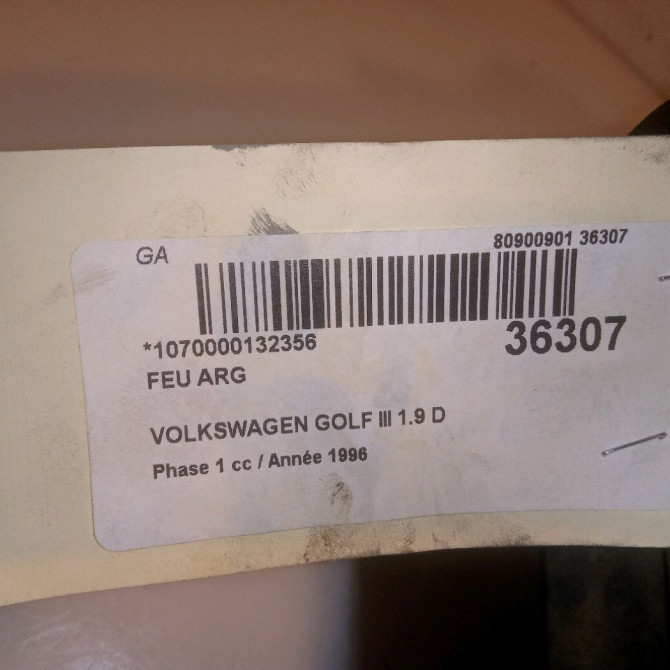 GA
80900901 36307
*1070000132356
36307
FEU ARG
VOLKSWAGEN GOLF III 1.9 D
Phase 1 cc / Année 1996